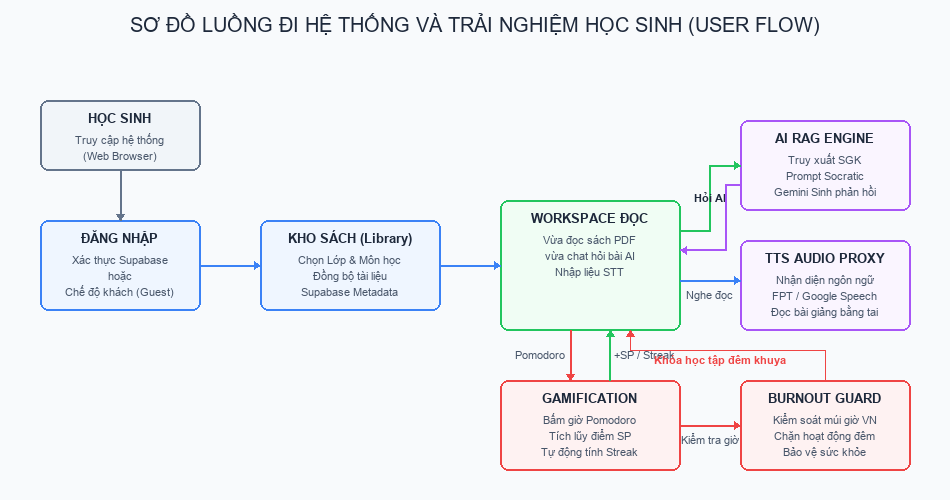 SƠ ĐỒ LUỒNG ĐI HỆ THỐNG VÀ TRẢI NGHIỆM HỌC SINH (USER FLOW)
HỌC SINH
Truy cập hệ thống
(Web Browser)
ĐĂNG NHẬP
Xác thực Supabase
hoặc
Chế độ khách (Guest)
KHO SÁCH (Library)
Chọn Lớp & Môn học
Đồng bộ tài liệu
Supabase Metadata
WORKSPACE ĐỌC
Vừa đọc sách PDF
vừa chat hỏi bài AI
Nhập liệu STT
Hỏi AI
AI RAG ENGINE
Truy xuất SGK
Prompt Socratic
Gemini Sinh phản hồi
Nghe đọc
TTS AUDIO PROXY
Nhận diện ngôn ngữ
FPT / Google Speech
Đọc bài giảng bằng tai
Pomodoro
+SP / Streak
Khóa học tập đêm khuya
GAMIFICATION
Bấm giờ Pomodoro
Tích lũy điểm SP
Tự động tính Streak
Kiểm tra giờ
BURNOUT GUARD
Kiểm soát múi giờ VN
Chặn hoạt động đêm
Bảo vệ sức khỏe